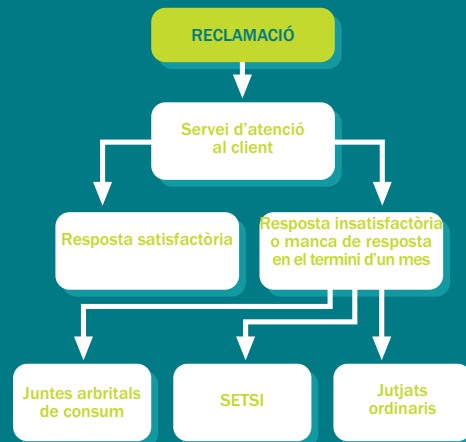 RECLAMACIÓ
Servei d'atenció
al client
Resposta satisfactòria
Resposta insatisfactòria
o manca de resposta
en el termini d'un mes
Juntes arbitrals
de consum
SETSI
Jutjats
ordinaris